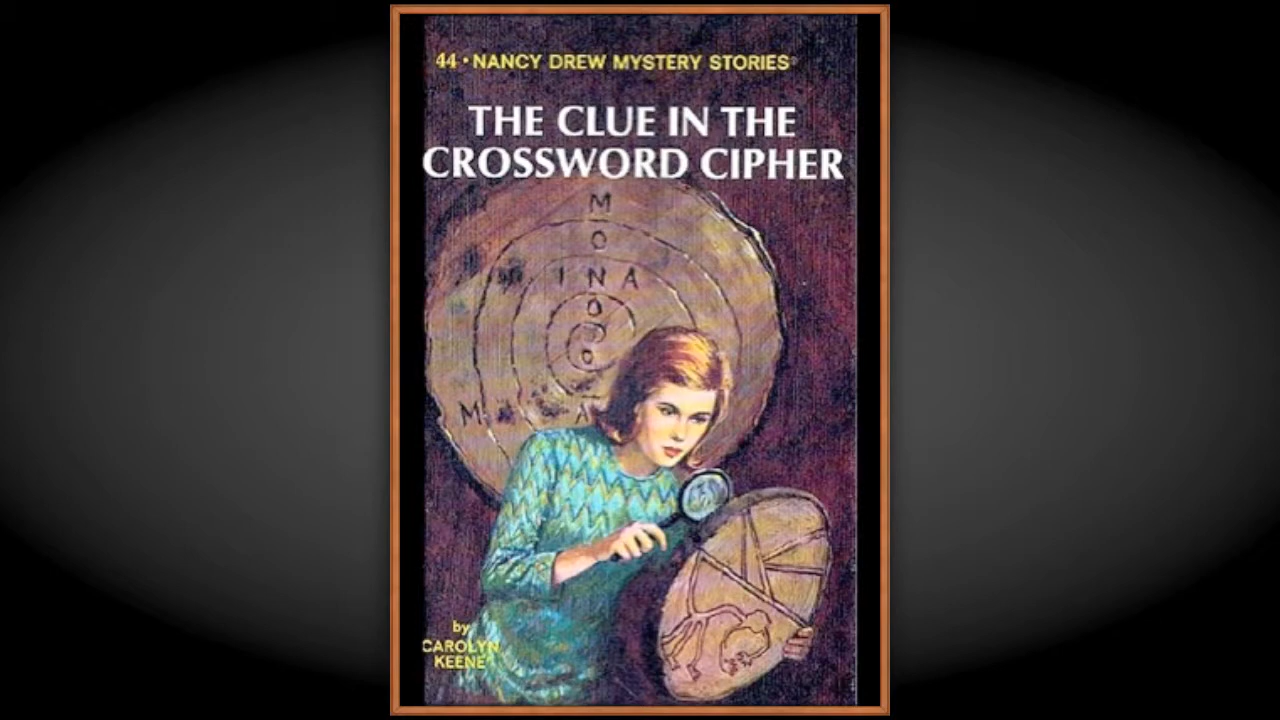 44 • NANCY DREW MYSTERY STORIES®
THE CLUE IN THE
CROSSWORD CIPHER
M
O
I N A
O
M
A
by
CAROLYN
KEENE